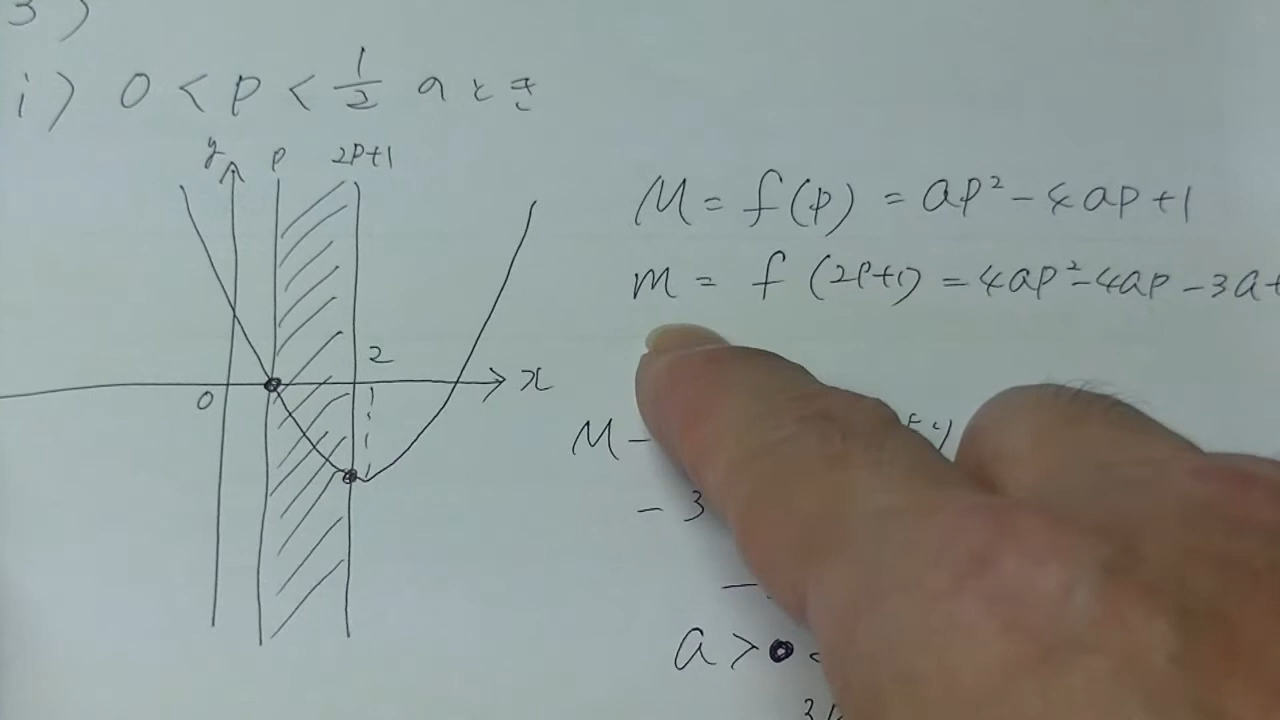 3)
i) 0 < p < 1/2 のとき
y p 2p+1
M = f(p) = ap² - 4ap + 1
m = f(2p+1) = 4ap² - 4ap - 3a +
2
0 x
M -
- 3
-
a > 0